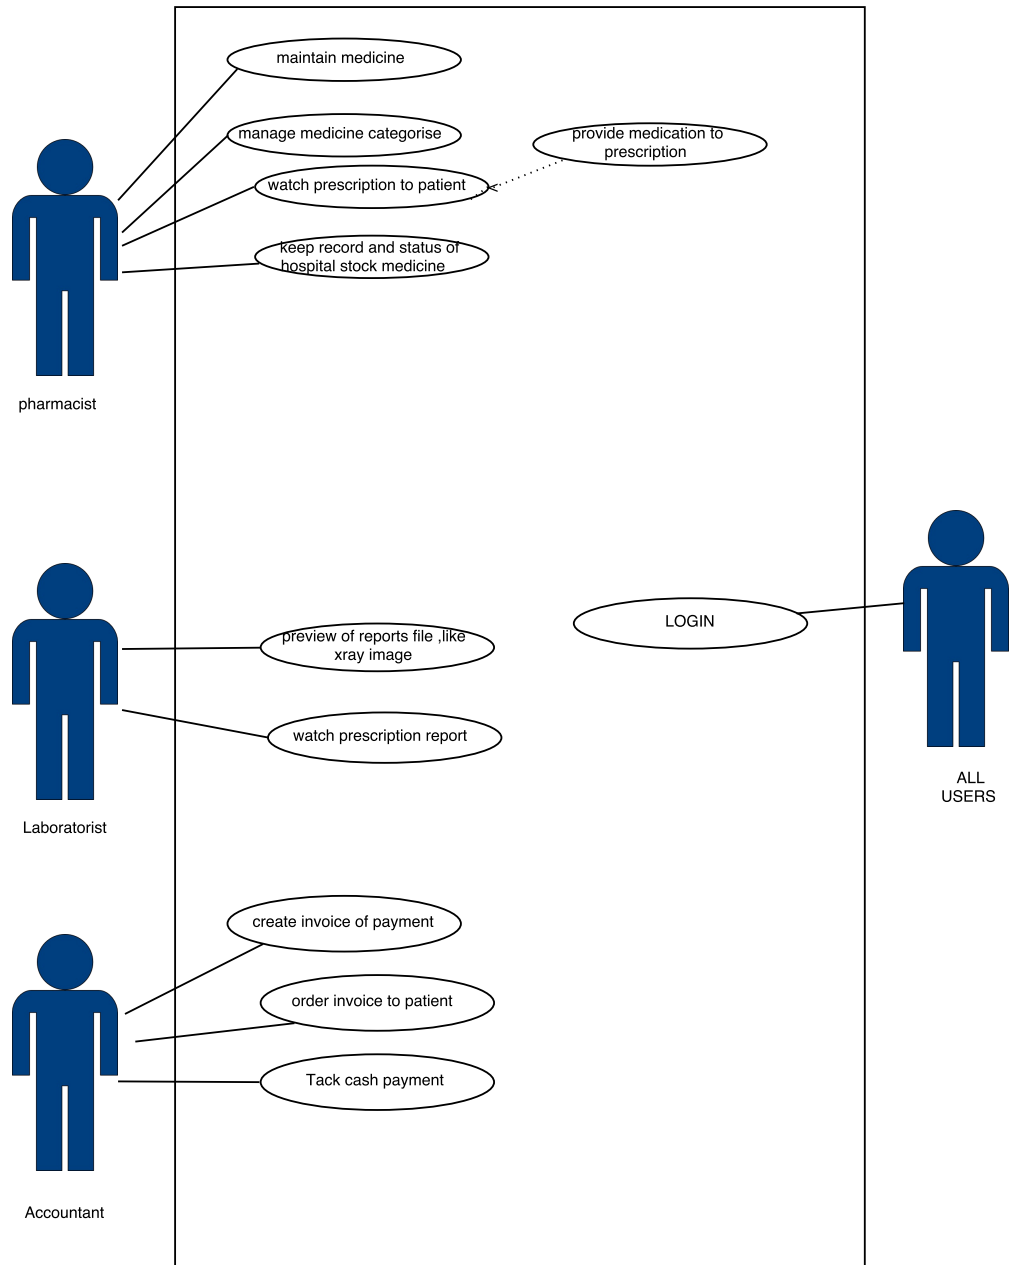 maintain medicine
manage medicine categorise
provide medication to
prescription
watch prescription to patient
keep record and status of
hospital stock medicine
pharmacist
LOGIN
preview of reports file ,like
xray image
watch prescription report
ALL
USERS
Laboratorist
create invoice of payment
order invoice to patient
Tack cash payment
Accountant